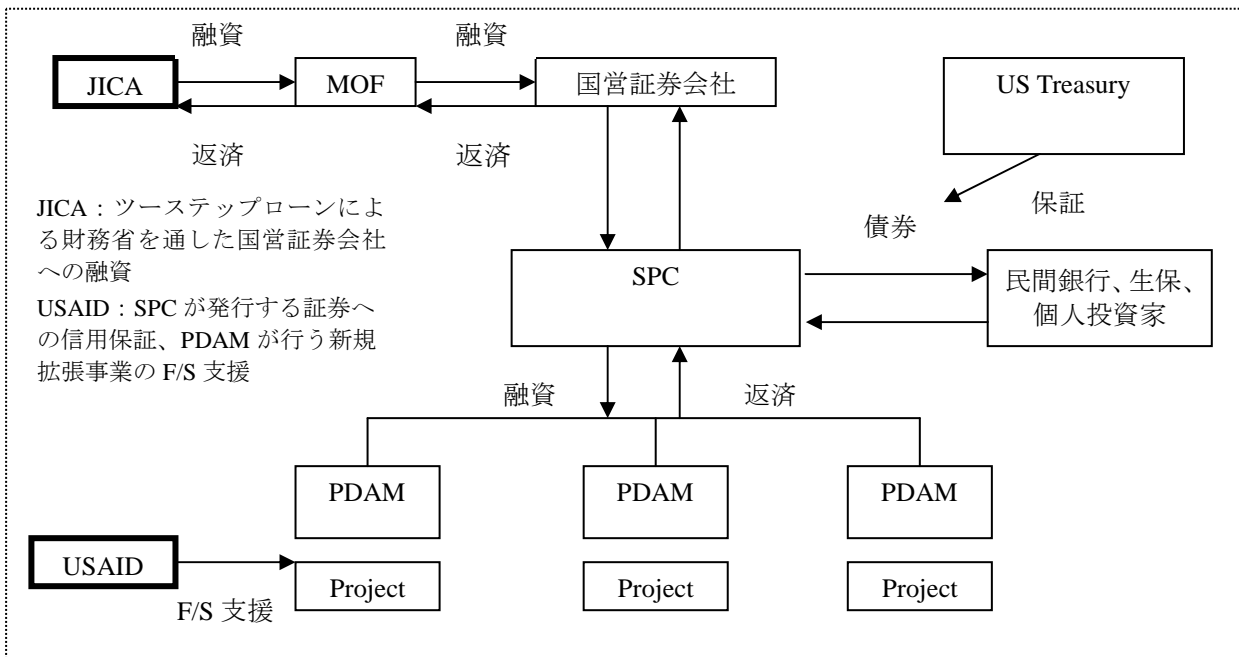 融資
融資
JICA
MOF
国営証券会社
US Treasury
返済
返済
JICA：ツーステップローンによ
る財務省を通した国営証券会社
への融資
USAID：SPC が発行する証券へ
の信用保証、PDAM が行う新規
拡張事業の F/S 支援
保証
債券
SPC
民間銀行、生保、
個人投資家
融資
返済
PDAM
PDAM
PDAM
USAID
Project
Project
Project
F/S 支援